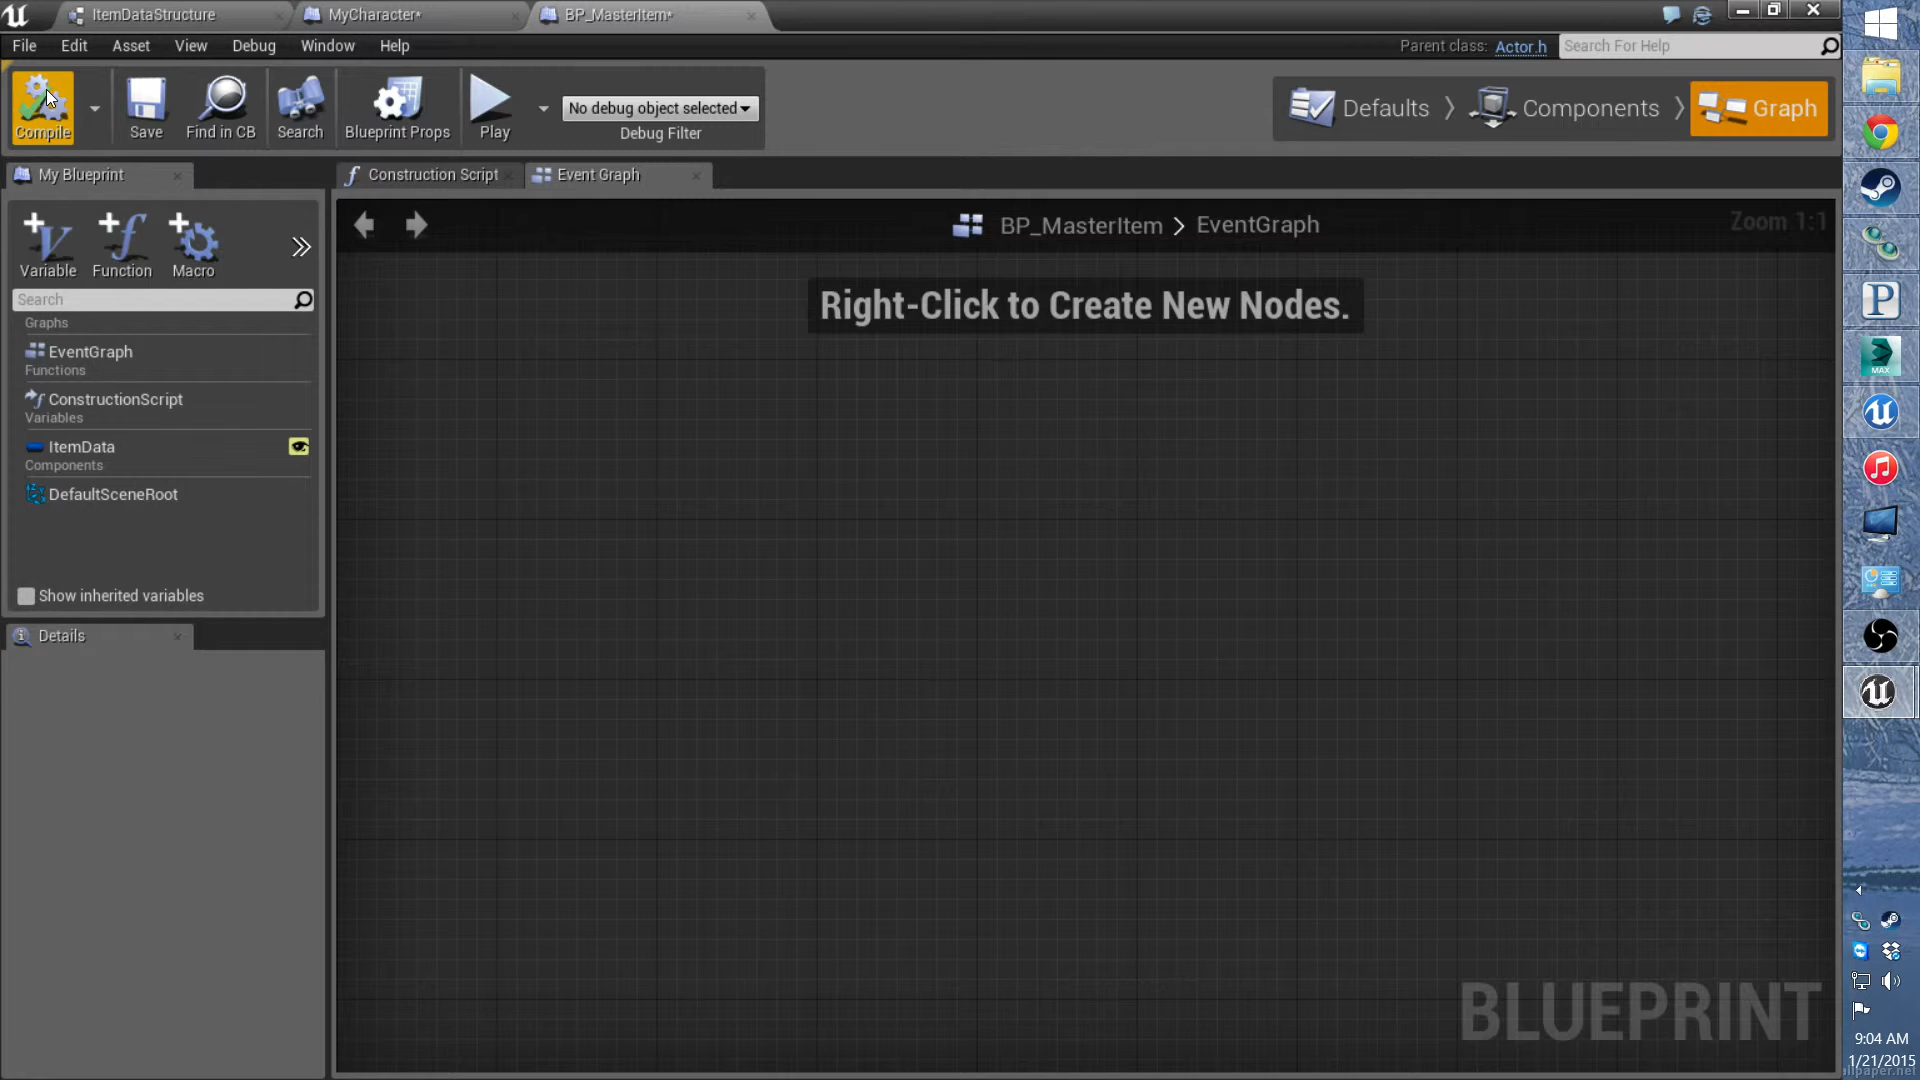 ItemDataStructure
MyCharacter*
BP_MasterItem*
File Edit Asset View Debug Window Help
Parent class: Actor.h
Search For Help
Compile
Save
Find in CB
Search
Blueprint Props
Play
No debug object selected
Debug Filter
Defaults
Components
Graph
My Blueprint
Construction Script
Event Graph
Variable
Function
Macro
BP_MasterItem > EventGraph
Zoom 1:1
Right-Click to Create New Nodes.
Search
Graphs
EventGraph
Functions
ConstructionScript
Variables
ItemData
Components
DefaultSceneRoot
Show inherited variables
Details
BLUEPRINT
P
MAX
9:04 AM
1/21/2015